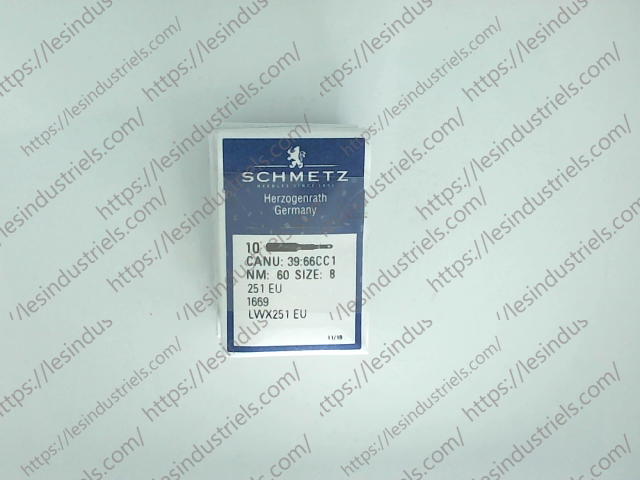 SCHMETZ
NEEDLES SINCE 1851
Herzogenrath
Germany
10
CANU: 39:66CC1
NM: 60 SIZE: 8
251 EU
1669
LWX251 EU
11/18
https://lesindustriels.com/